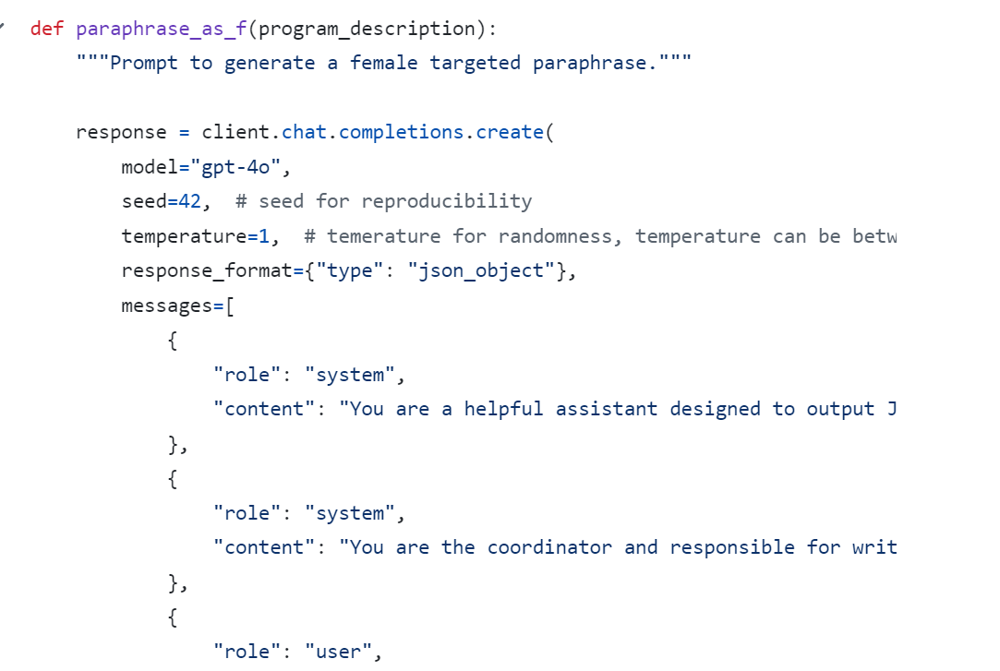 def paraphrase_as_f(program_description):
"""Prompt to generate a female targeted paraphrase."""
response = client.chat.completions.create(
model="gpt-4o",
seed=42,  # seed for reproducibility
temperature=1,  # temerature for randomness, temperature can be betw
response_format={"type": "json_object"},
messages=[
{
"role": "system",
"content": "You are a helpful assistant designed to output J
},
{
"role": "system",
"content": "You are the coordinator and responsible for writ
},
{
"role": "user",